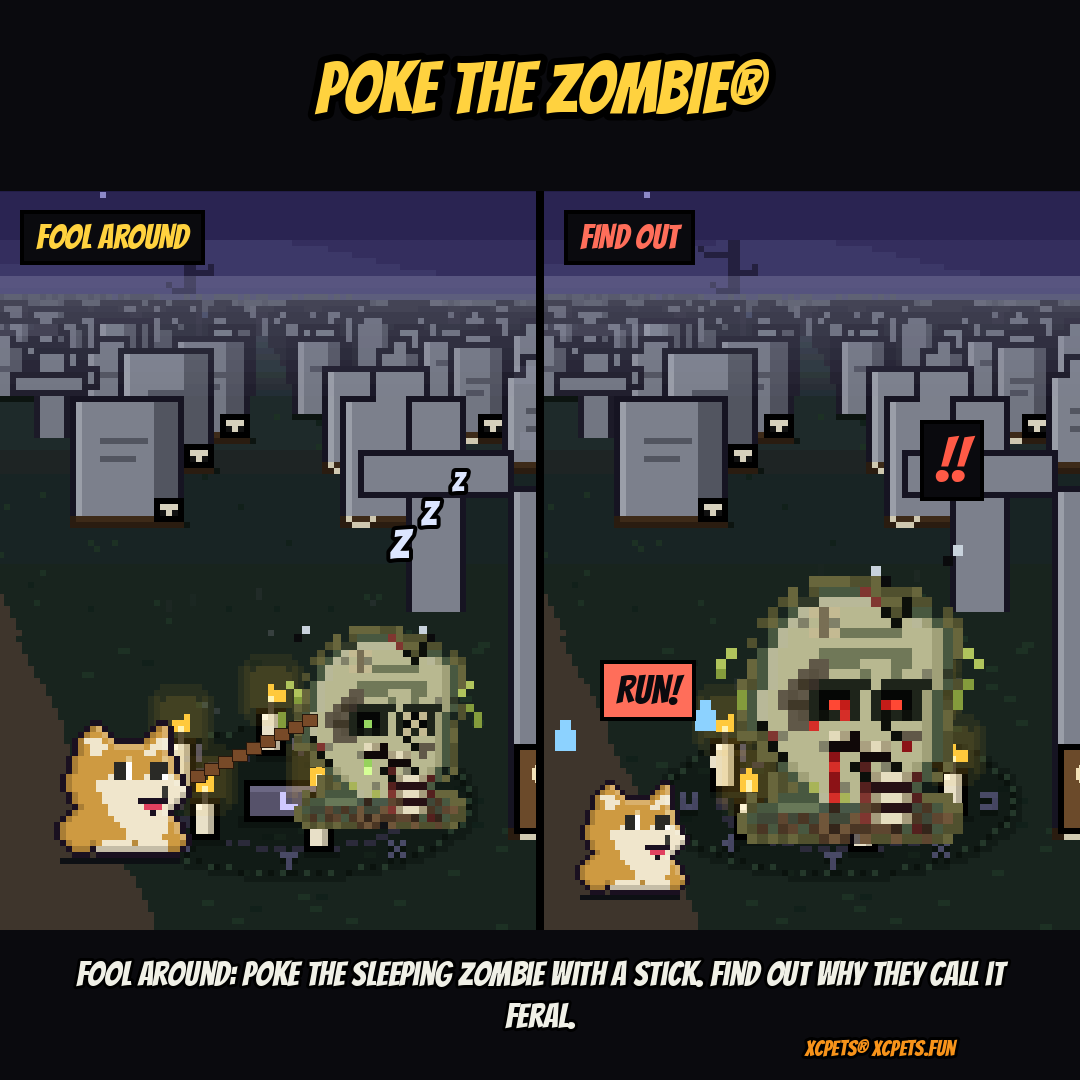 POKE THE ZOMBIE®
FOOL AROUND
FIND OUT
!!
z
z
z
RUN!
FOOL AROUND: POKE THE SLEEPING ZOMBIE WITH A STICK. FIND OUT WHY THEY CALL IT
FERAL.
XCPETS® XCPETS.FUN